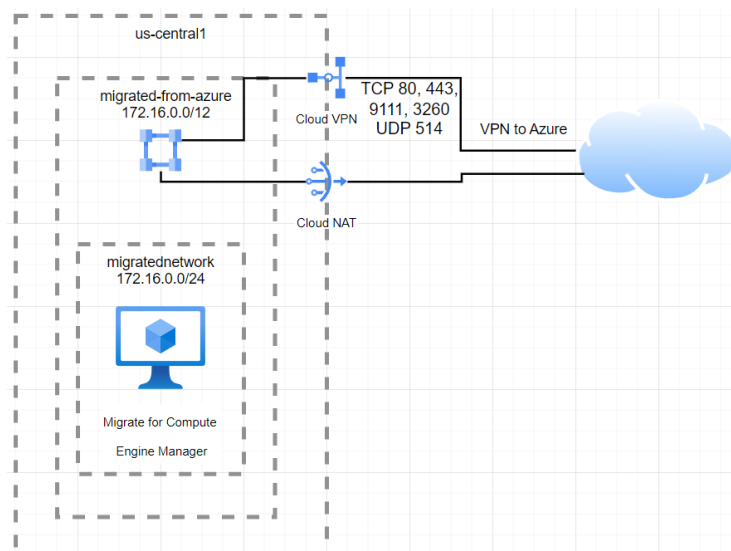 us-central1
migrated-from-azure
172.16.0.0/12
Cloud VPN
TCP 80, 443,
9111, 3260
UDP 514
VPN to Azure
Cloud NAT
migratednetwork
172.16.0.0/24
Migrate for Compute
Engine Manager